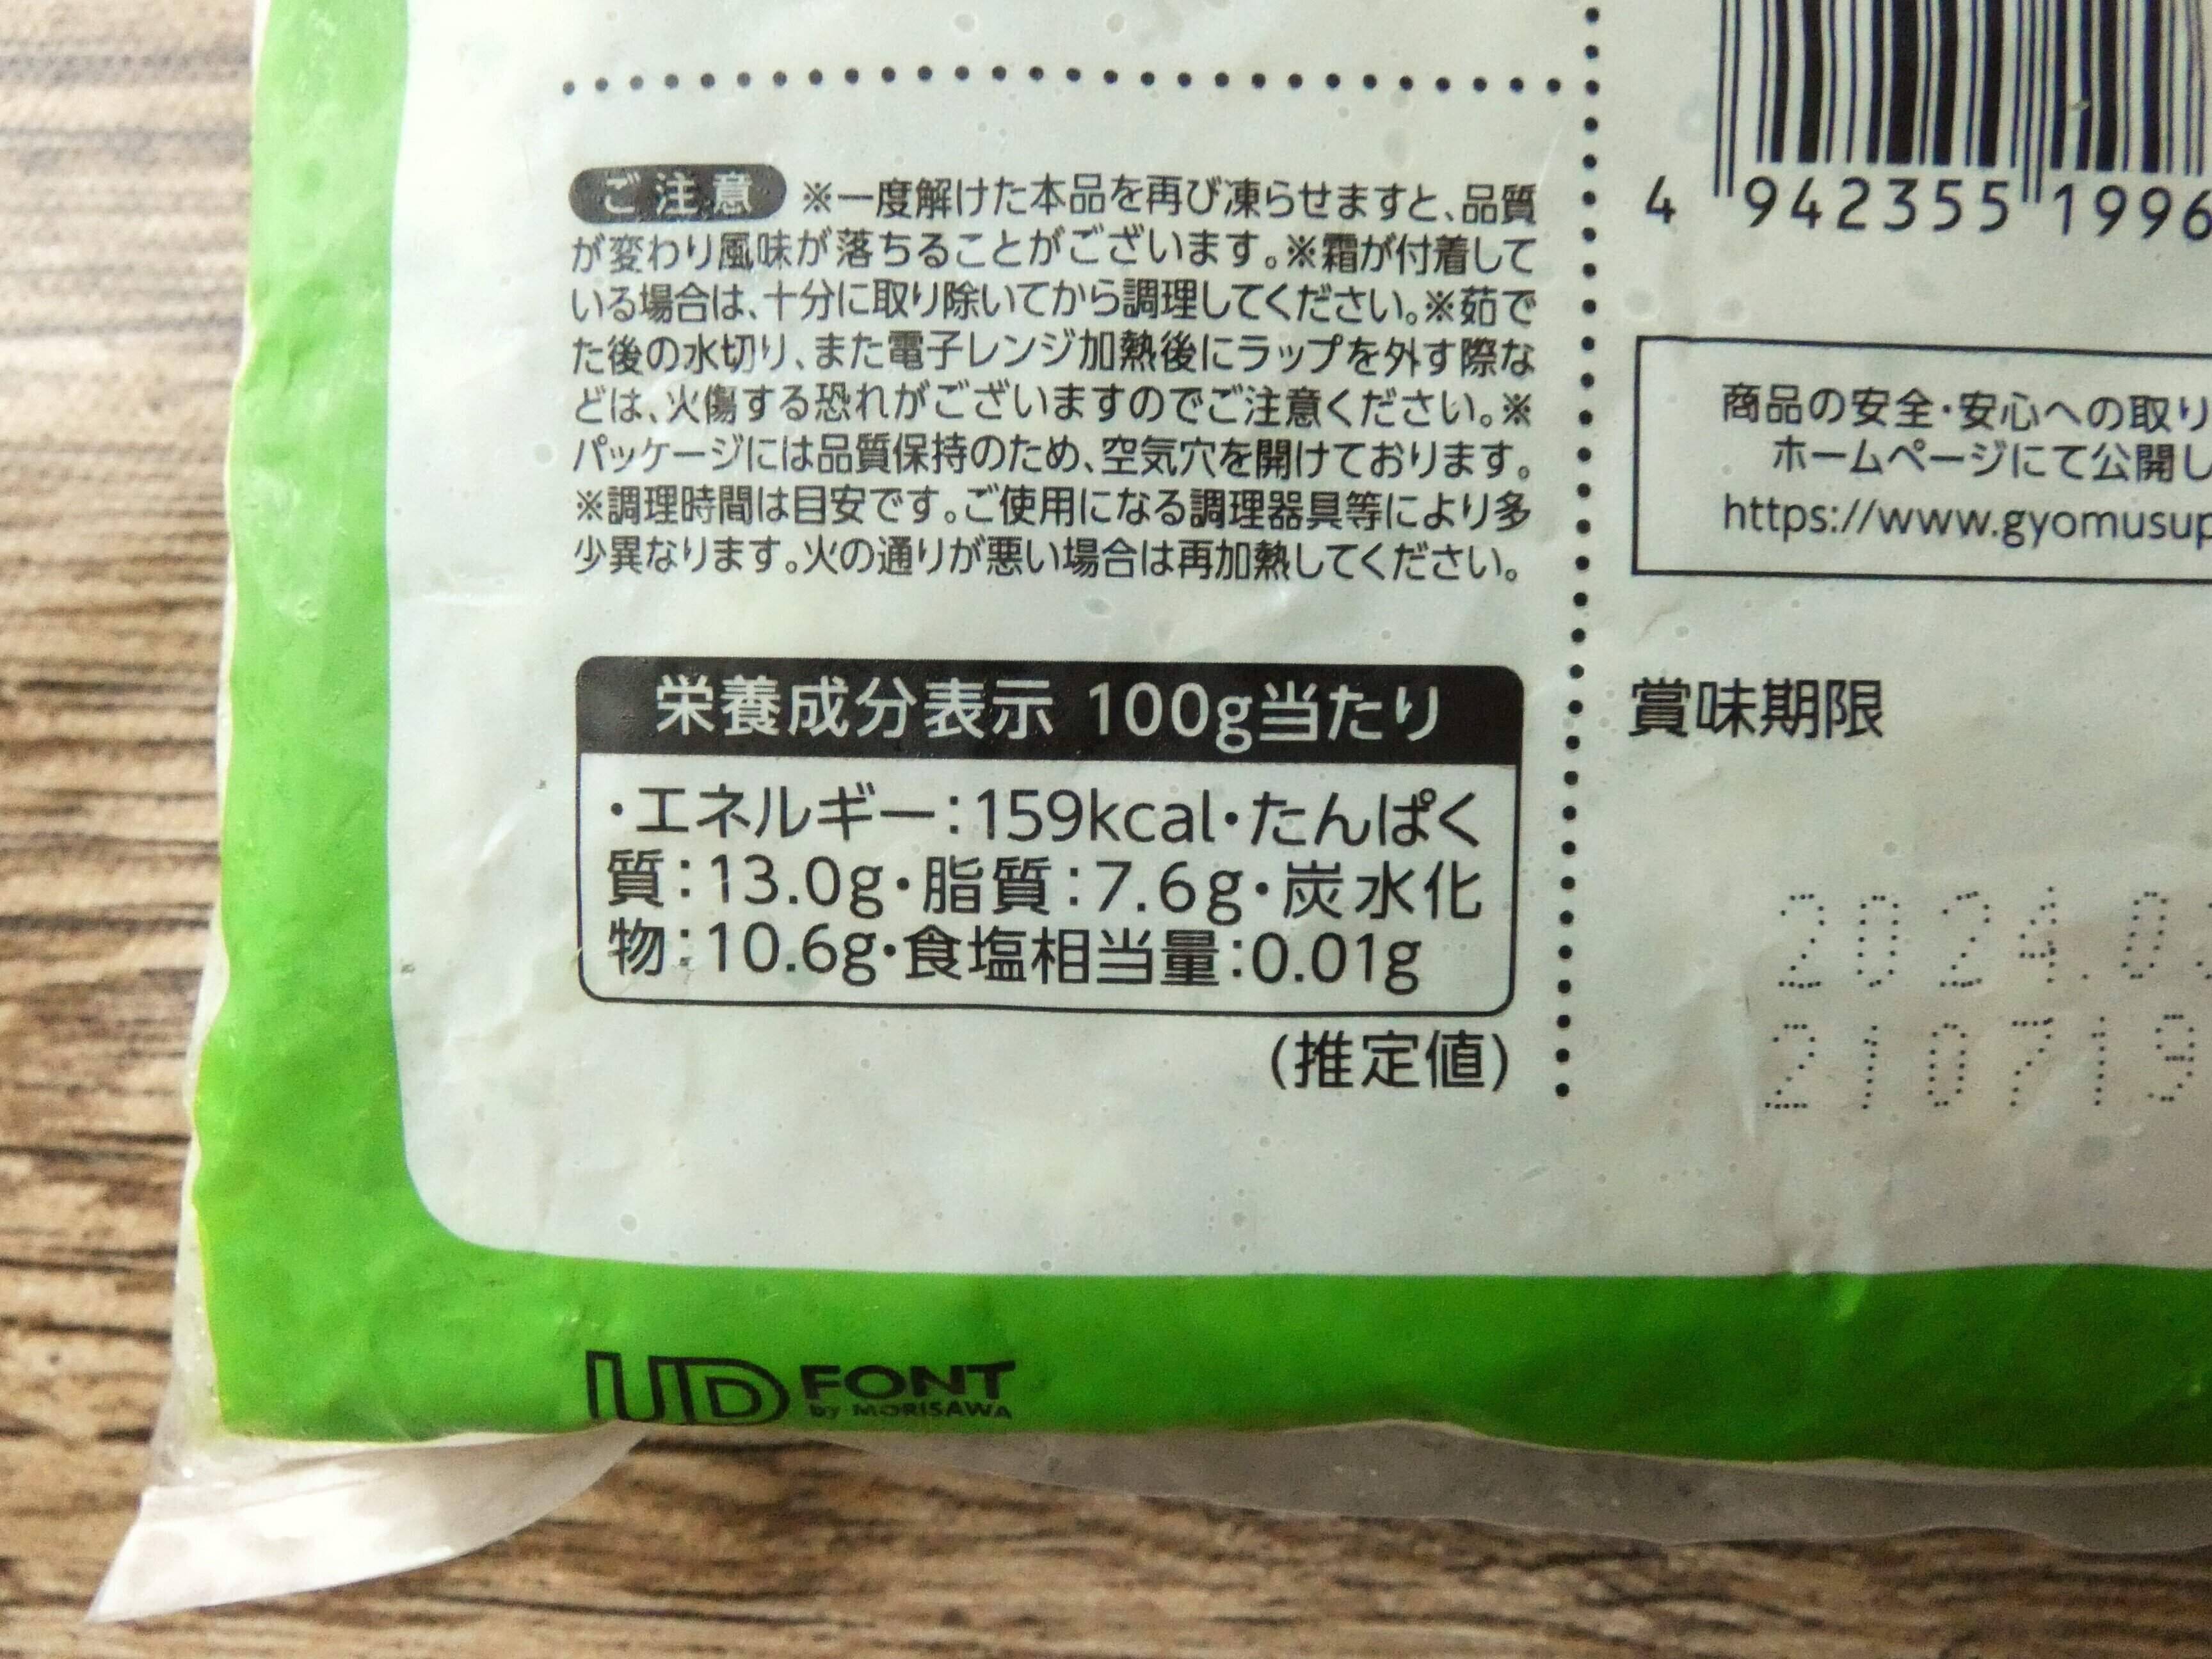 ご注意 ※一度解けた本品を再び凍らせますと、品質
が変わり風味が落ちることがございます。※霜が付着して
いる場合は、十分に取り除いてから調理してください。※茹で
た後の水切り、また電子レンジ加熱後にラップを外す際な
どは、火傷する恐れがございますのでご注意ください。※
パッケージには品質保持のため、空気穴を開けております。
※調理時間は目安です。ご使用になる調理器具等により多
少異なります。火の通りが悪い場合は再加熱してください。
栄養成分表示 100g当たり
・エネルギー：159kcal・たんぱく
質：13.0g・脂質：7.6g・炭水化
物：10.6g・食塩相当量：0.01g
(推定値)
4 942355 1996
商品の安全・安心への取り
ホームページにて公開し
https://www.gyomusup
賞味期限
2024.0
210719
UD FONT
by MORISAWA